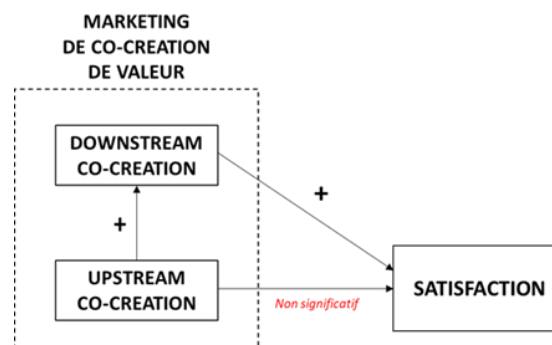 MARKETING
DE CO-CREATION
DE VALEUR
DOWNSTREAM
CO-CREATION
+
+
UPSTREAM
CO-CREATION
Non significatif
SATISFACTION